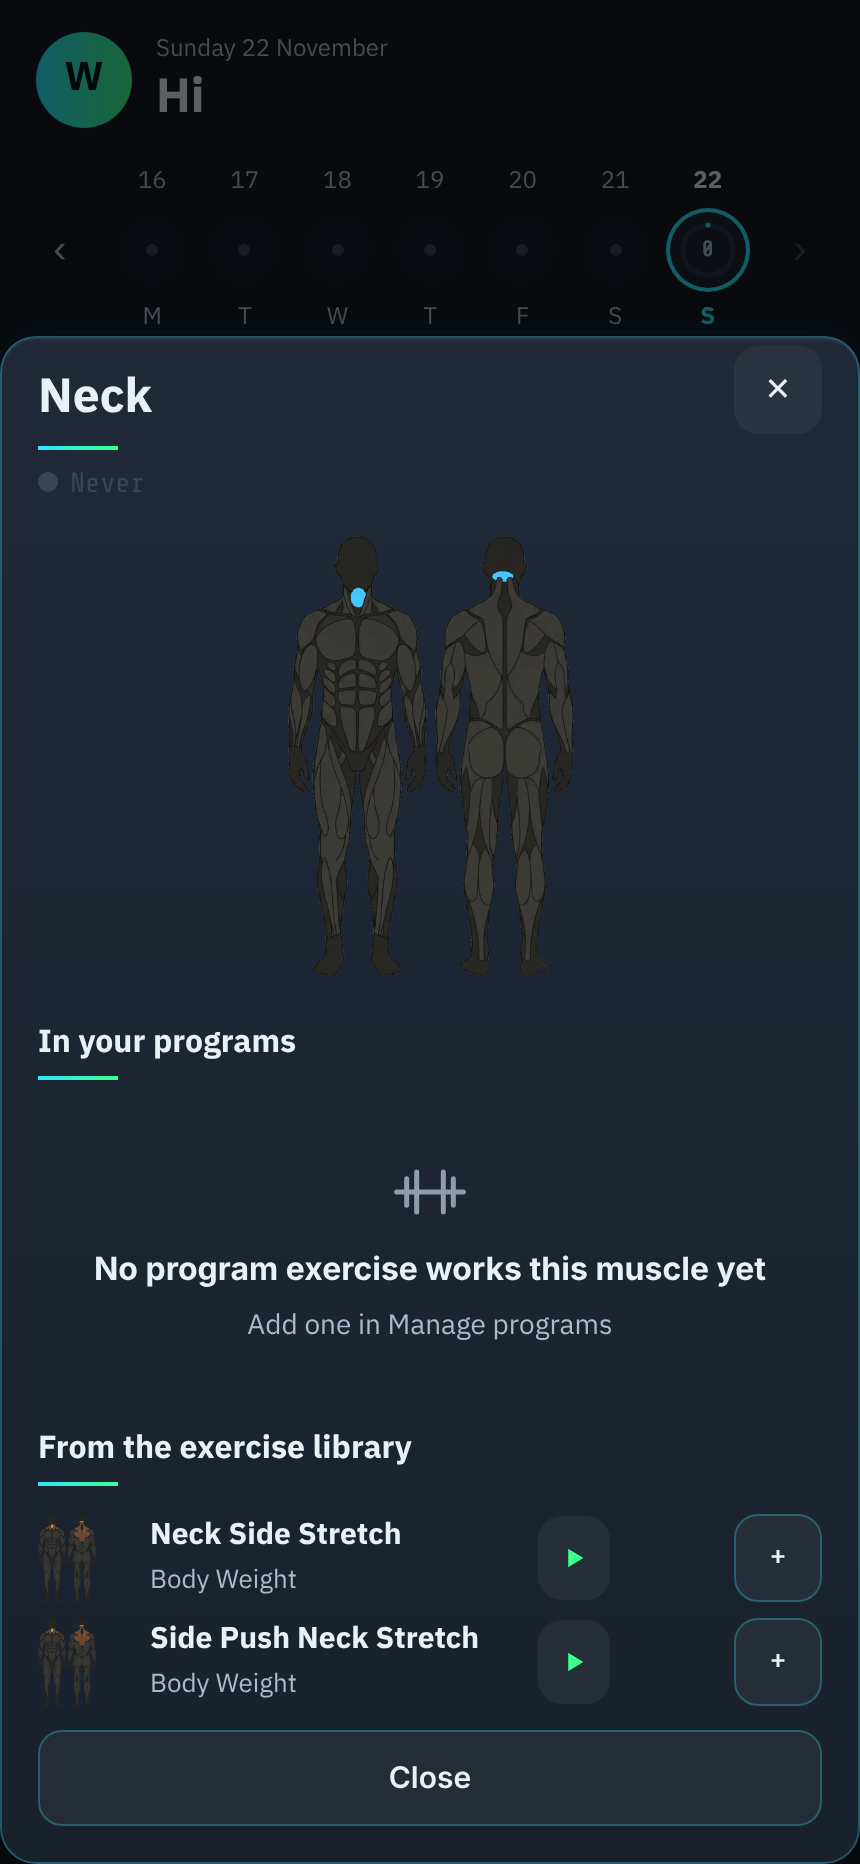 W
Sunday 22 November
Hi
16 17 18 19 20 21 22
0
M T W T F S S
Neck
Never
In your programs
No program exercise works this muscle yet
Add one in Manage programs
From the exercise library
Neck Side Stretch
Body Weight
+
Side Push Neck Stretch
Body Weight
+
Close